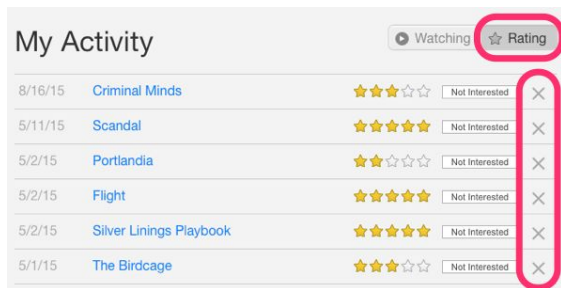 My Activity Watching Rating
8/16/15 Criminal Minds Not Interested
5/11/15 Scandal Not Interested
5/2/15 Portlandia Not Interested
5/2/15 Flight Not Interested
5/2/15 Silver Linings Playbook Not Interested
5/1/15 The Birdcage Not Interested